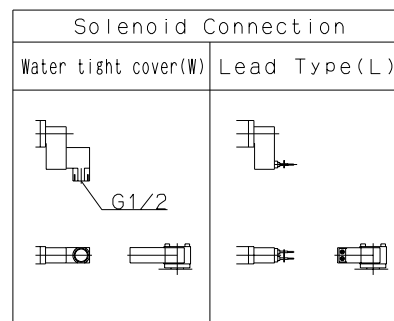 Solenoid Connection
Water tight cover(W)
Lead Type(L)
G1/2